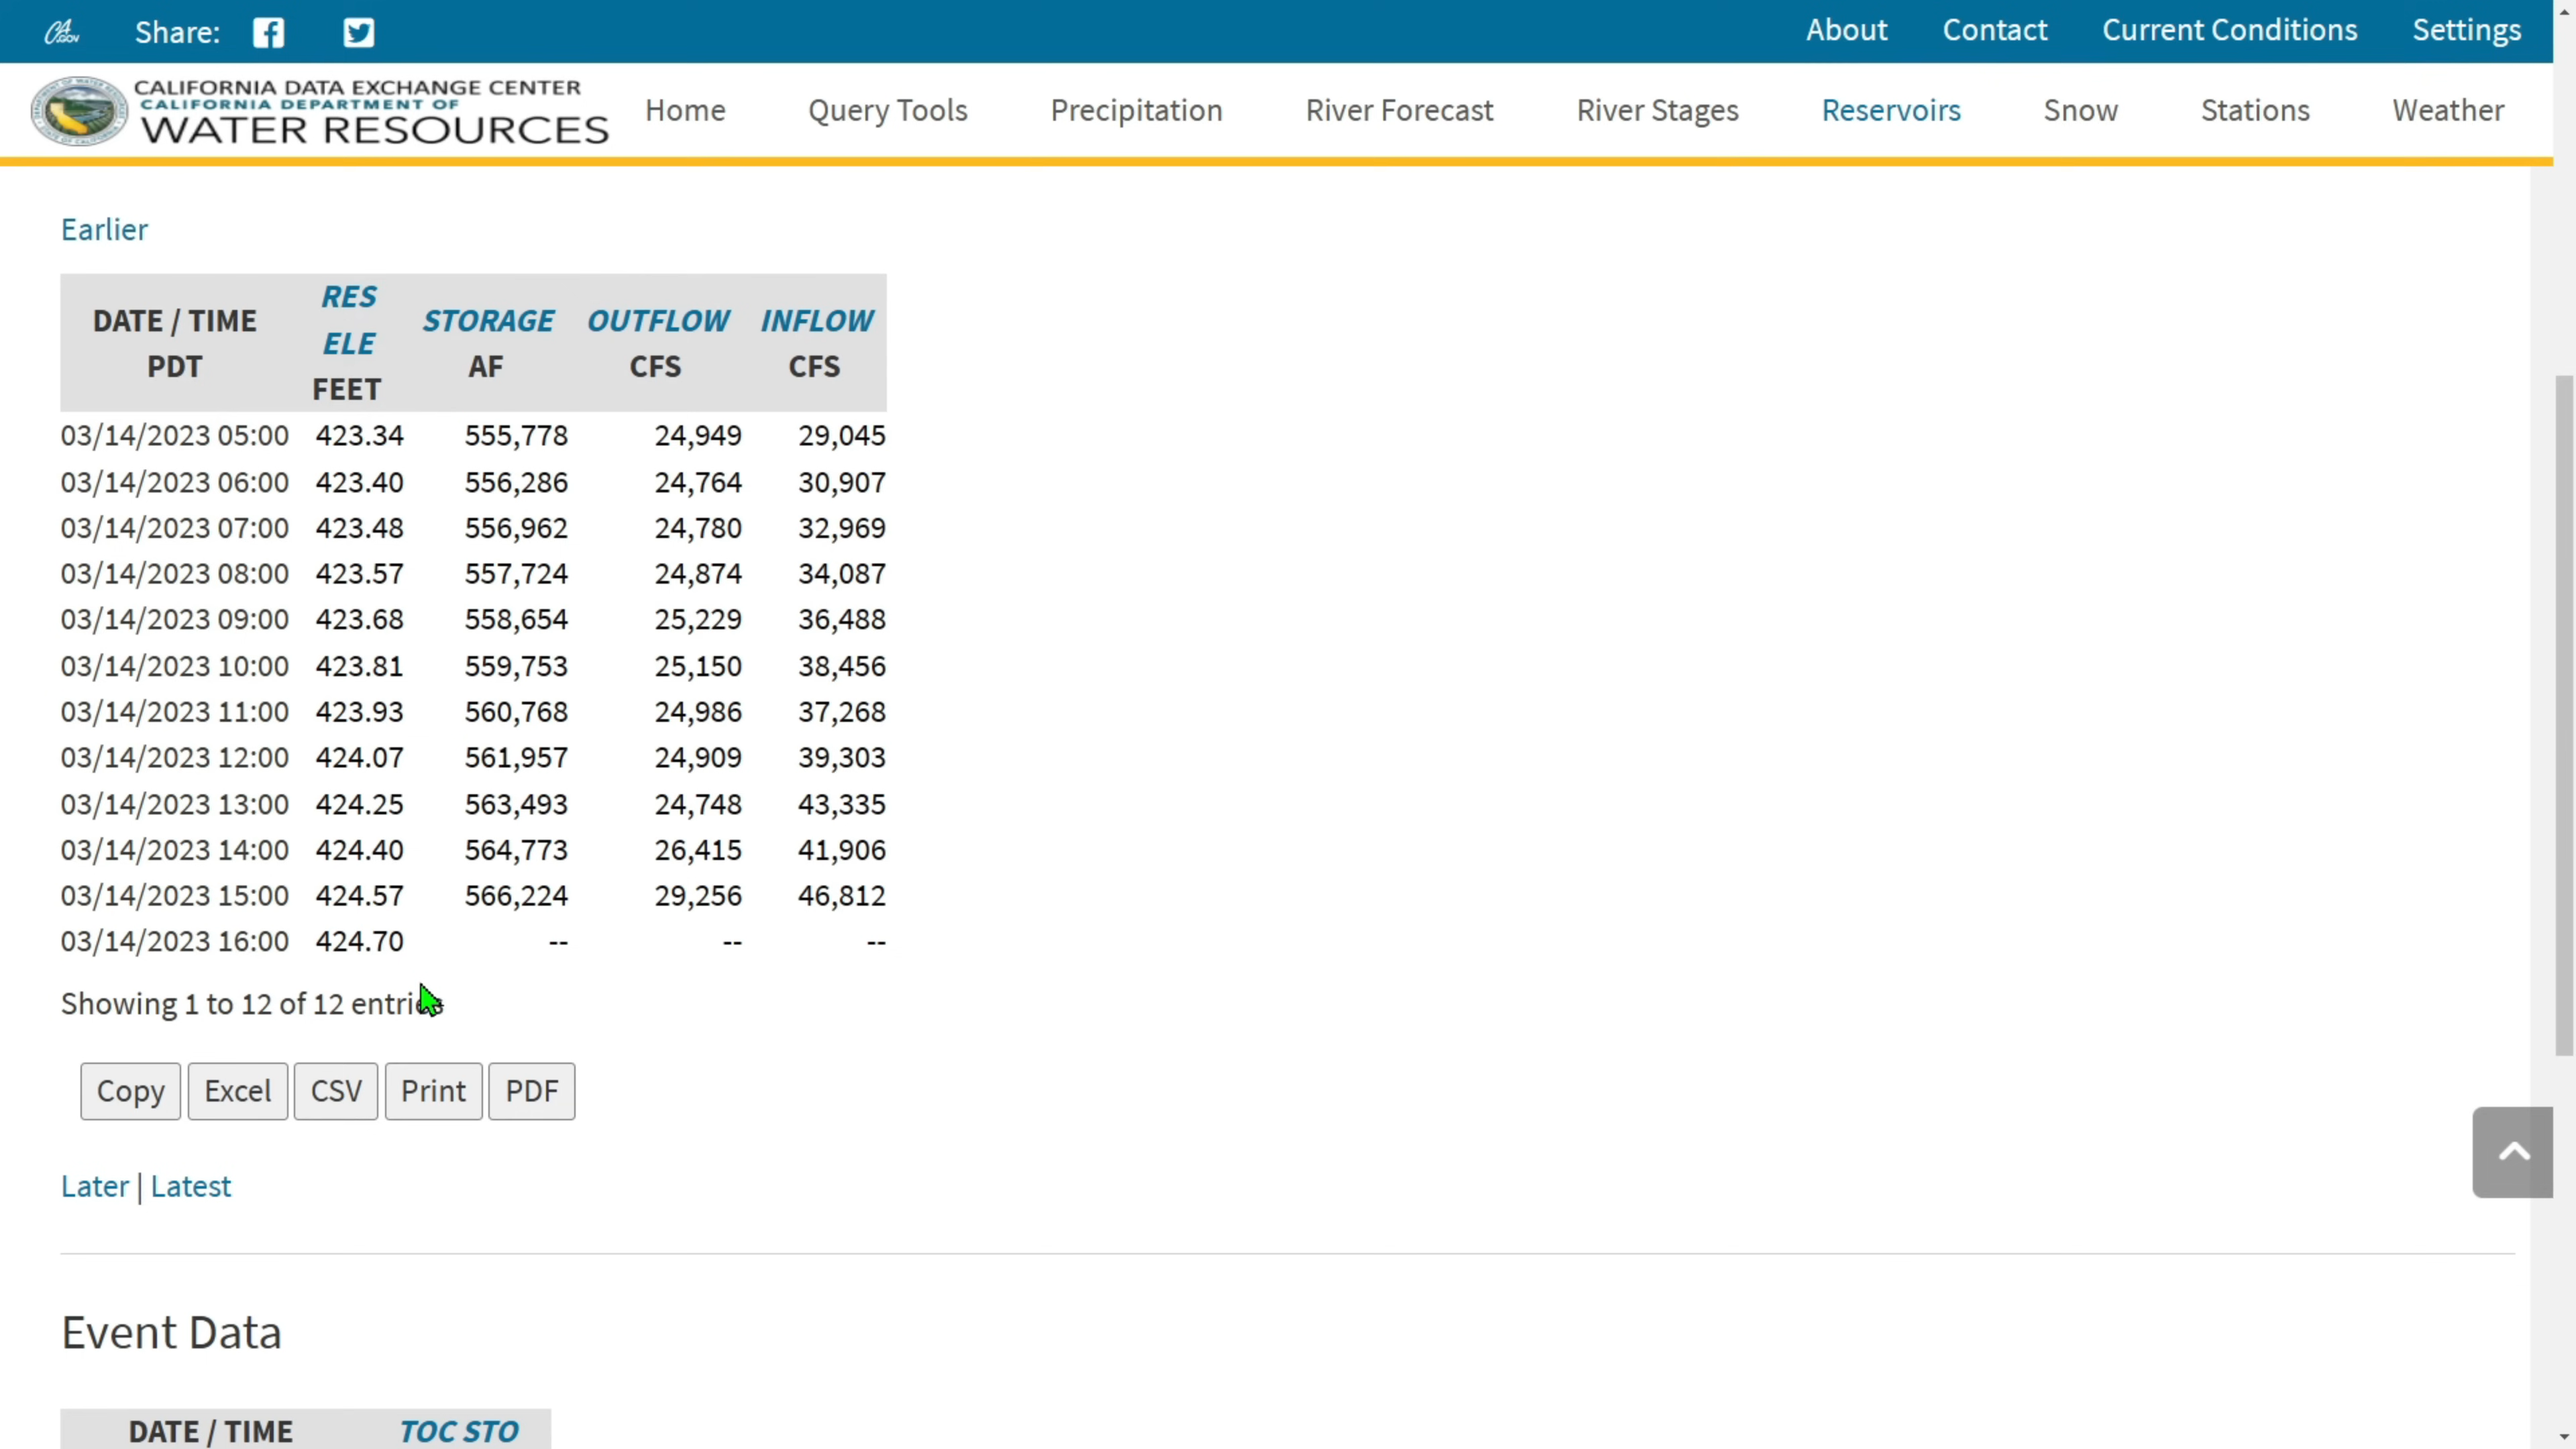 CA.GOV Share: About Contact Current Conditions Settings
CALIFORNIA DATA EXCHANGE CENTER
CALIFORNIA DEPARTMENT OF
WATER RESOURCES
Home Query Tools Precipitation River Forecast River Stages Reservoirs Snow Stations Weather
Earlier
DATE / TIME PDT RES ELE FEET STORAGE AF OUTFLOW CFS INFLOW CFS
03/14/2023 05:00 423.34 555,778 24,949 29,045
03/14/2023 06:00 423.40 556,286 24,764 30,907
03/14/2023 07:00 423.48 556,962 24,780 32,969
03/14/2023 08:00 423.57 557,724 24,874 34,087
03/14/2023 09:00 423.68 558,654 25,229 36,488
03/14/2023 10:00 423.81 559,753 25,150 38,456
03/14/2023 11:00 423.93 560,768 24,986 37,268
03/14/2023 12:00 424.07 561,957 24,909 39,303
03/14/2023 13:00 424.25 563,493 24,748 43,335
03/14/2023 14:00 424.40 564,773 26,415 41,906
03/14/2023 15:00 424.57 566,224 29,256 46,812
03/14/2023 16:00 424.70 -- -- --
Showing 1 to 12 of 12 entries
Copy Excel CSV Print PDF
Later | Latest
Event Data
DATE / TIME TOC STO